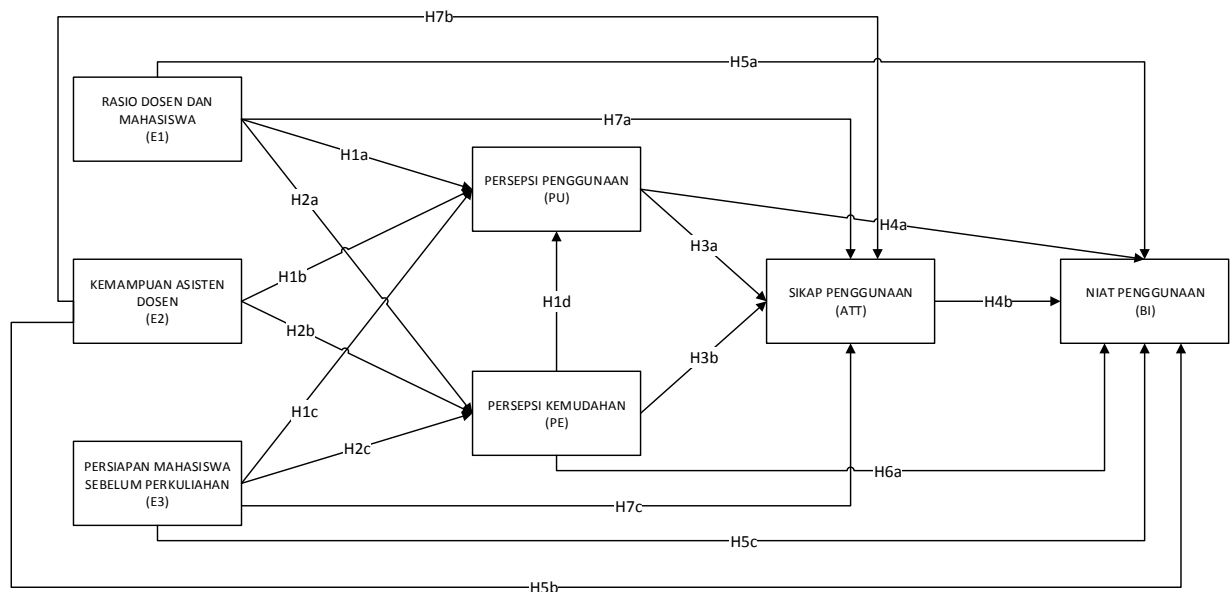 H7b
H5a
RASIO DOSEN DAN
MAHASISWA
(E1)
H7a
H1a
PERSEPSI PENGGUNAAN
(PU)
H2a
H4a
H3a
KEMAMPUAN ASISTEN
DOSEN
(E2)
H1b
H1d
SIKAP PENGGUNAAN
(ATT)
H4b
NIAT PENGGUNAAN
(BI)
H2b
H3b
H1c
PERSEPSI KEMUDAHAN
(PE)
H2c
PERSIAPAN MAHASISWA
SEBELUM PERKULIAHAN
(E3)
H6a
H7c
H5c
H5b